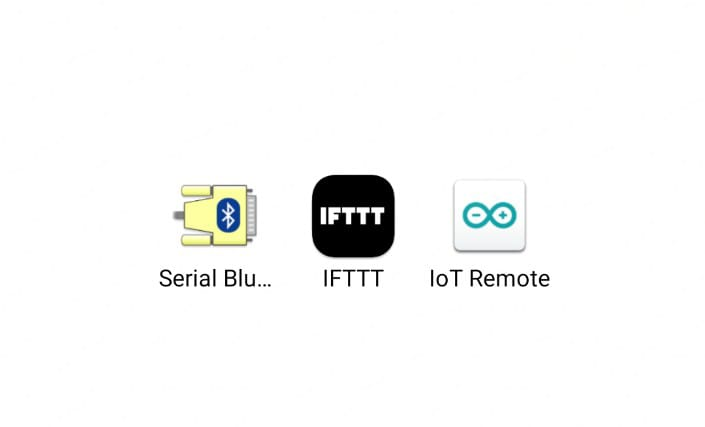 IFTTT
Serial Blu...
IFTTT
IoT Remote